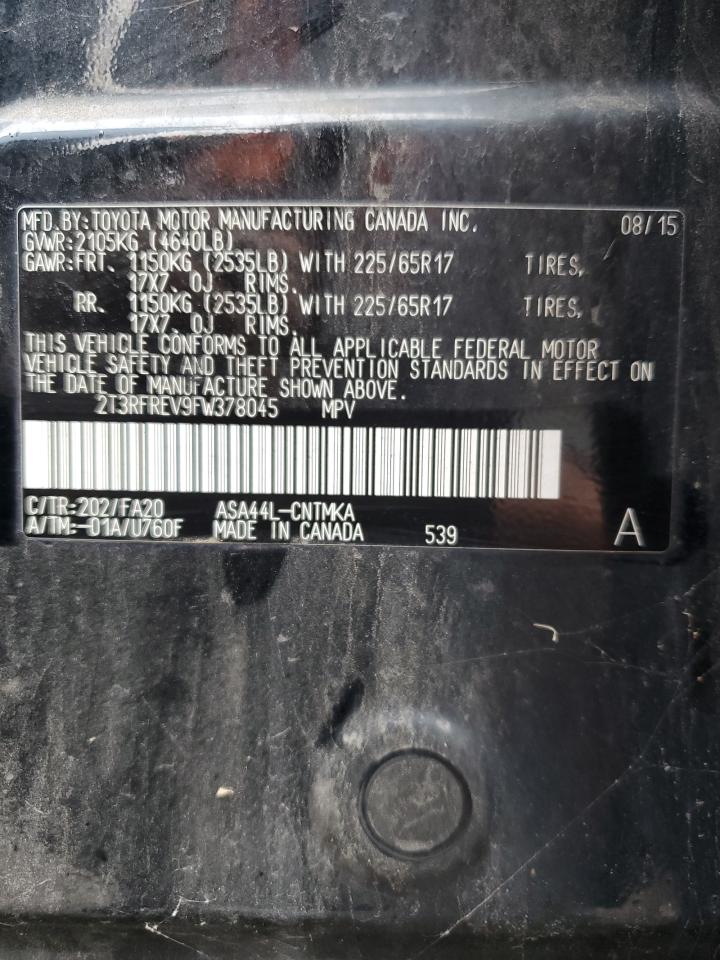 MFD.BY:TOYOTA MOTOR MANUFACTURING CANADA INC. 08/15
GVWR:2105KG (4640LB)
GAWR:FRT. 1150KG (2535LB) WITH 225/65R17 TIRES,
17X7.0J RIMS.
RR. 1150KG (2535LB) WITH 225/65R17 TIRES,
17X7.0J RIMS.
THIS VEHICLE CONFORMS TO ALL APPLICABLE FEDERAL MOTOR
VEHICLE SAFETY AND THEFT PREVENTION STANDARDS IN EFFECT ON
THE DATE OF MANUFACTURE SHOWN ABOVE.
2T3RFREV9FW378045 MPV
C/TR:202/FA20 ASA44L-CNTMKA
A/TM:-01A/U760F MADE IN CANADA 539 A